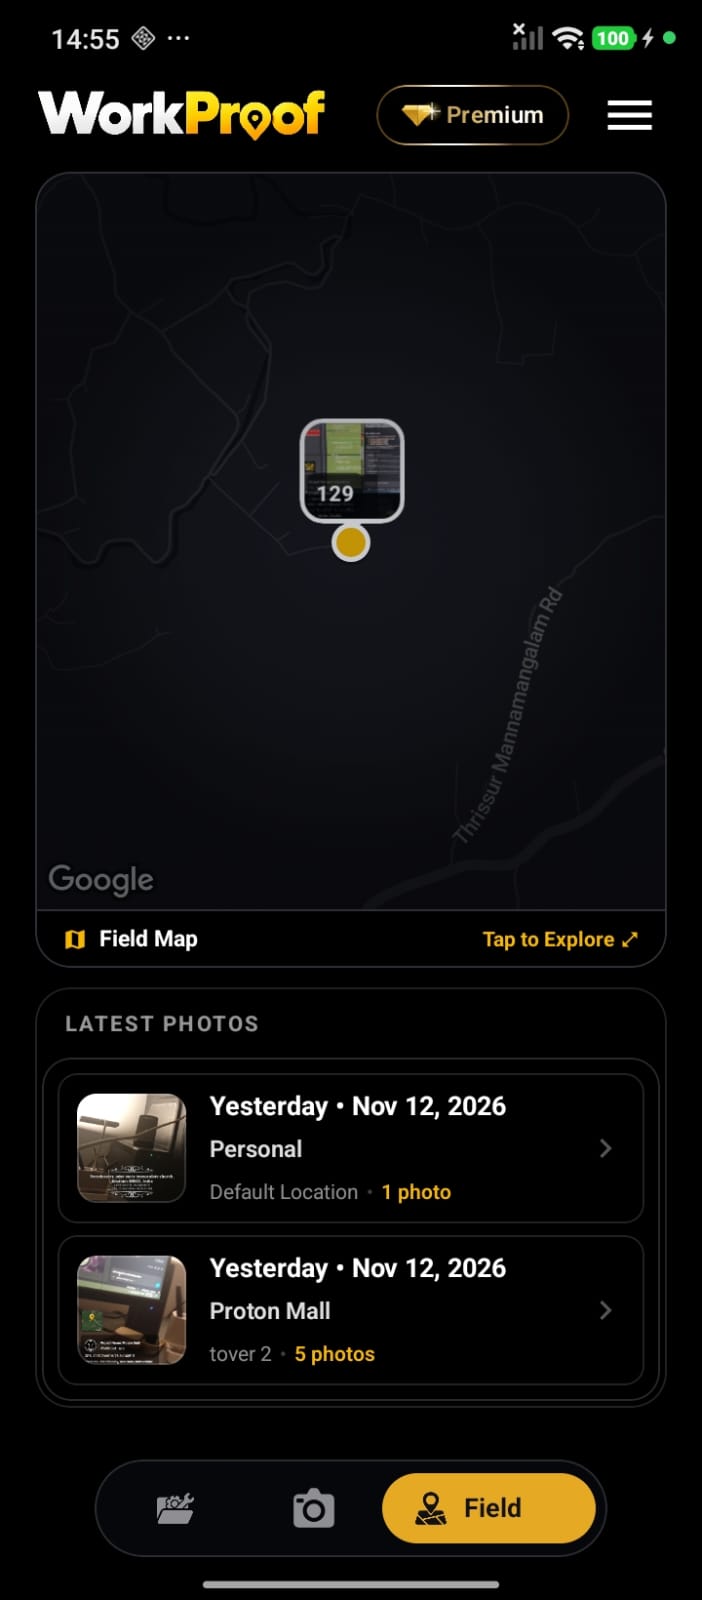 14:55
100
WorkProof
Premium
129
Thrissur Mannamangalam Rd
Google
Field Map
Tap to Explore
LATEST PHOTOS
Yesterday • Nov 12, 2026
Personal
Default Location • 1 photo
Yesterday • Nov 12, 2026
Proton Mall
tover 2 • 5 photos
Field